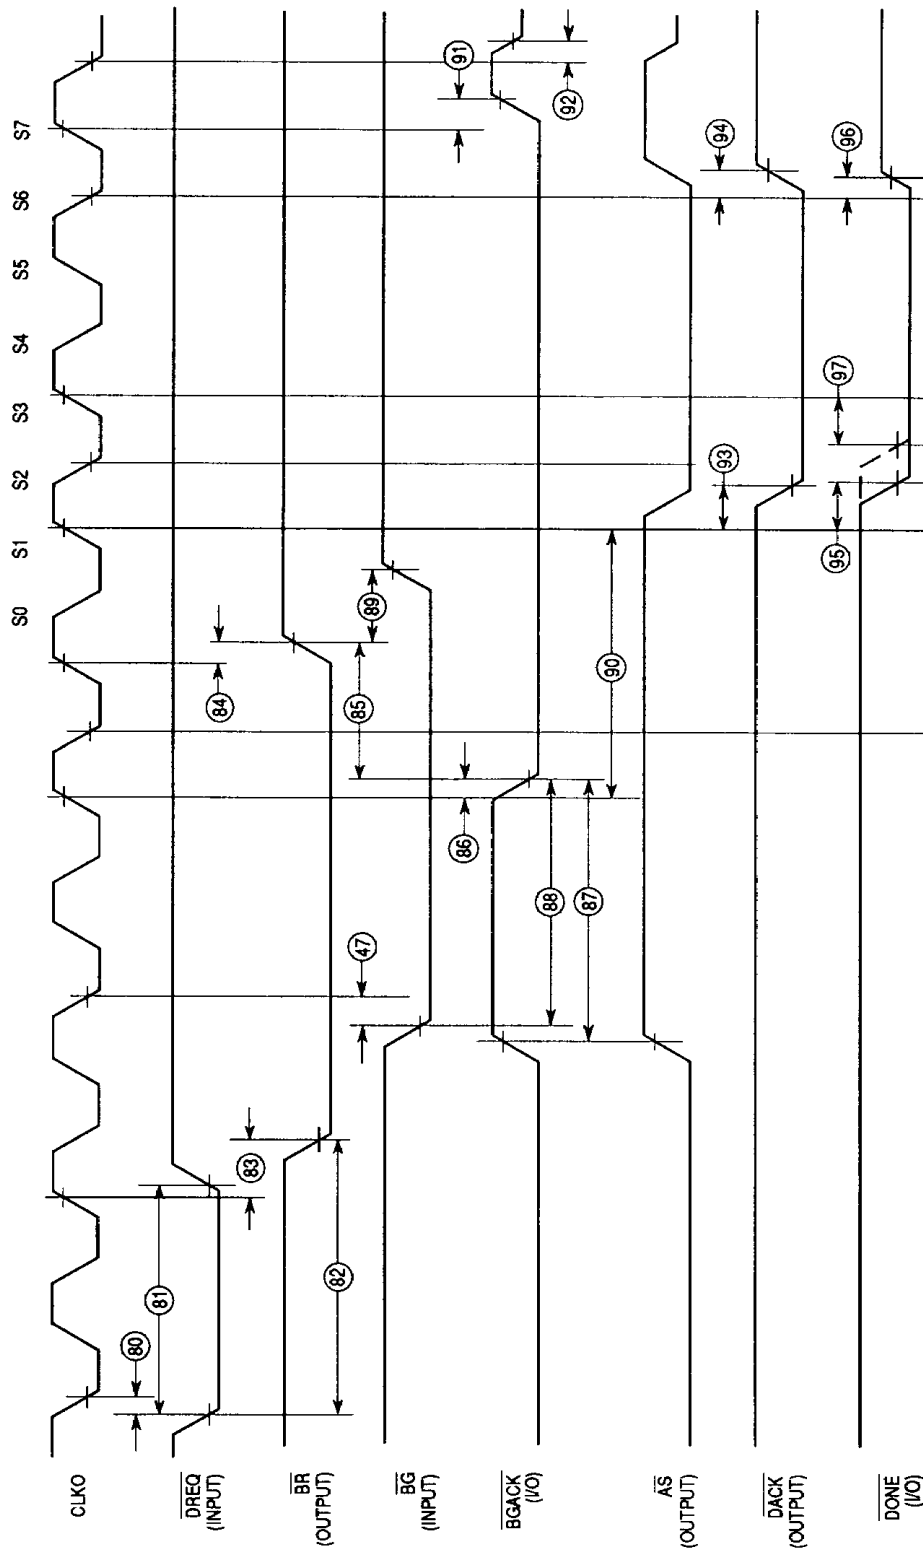 S0 S1 S2 S3 S4 S5 S6 S7
CLKO
80
81
DREQ
(INPUT)
83
84
BR
(OUTPUT)
82
47
85
89
BG
(INPUT)
86
91
BGACK
(I/O)
88
92
87
90
AS
(OUTPUT)
93
94
DACK
(OUTPUT)
95
97
96
DONE
(I/O)